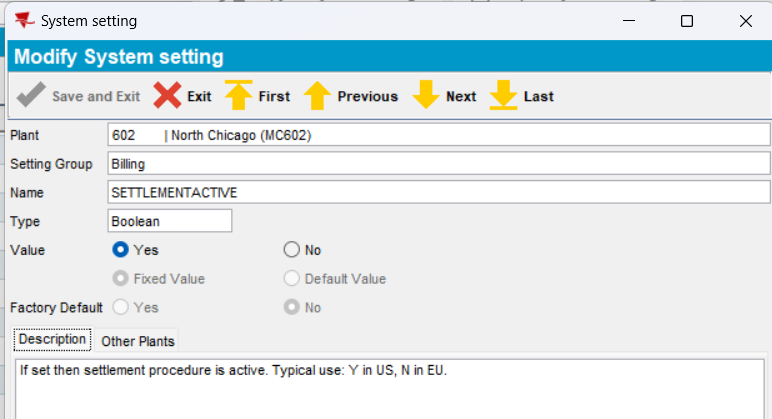 System setting
Modify System setting
Save and Exit Exit First Previous Next Last
Plant 602 | North Chicago (MC602)
Setting Group Billing
Name SETTLEMENTACTIVE
Type Boolean
Value Yes No
Fixed Value Default Value
Factory Default Yes No
Description Other Plants
If set then settlement procedure is active. Typical use: Y in US, N in EU.